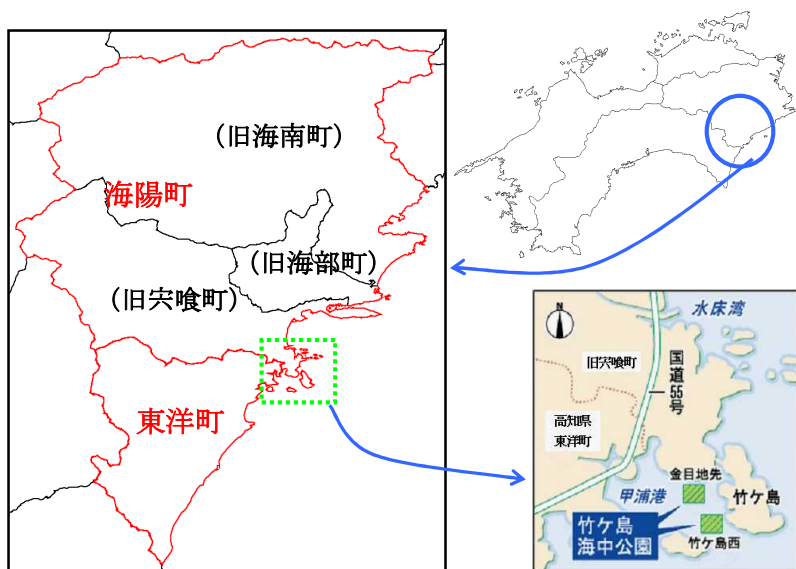 (旧海南町)
海陽町
(旧海部町)
(旧宍喰町)
東洋町
N
水床湾
旧宍喰町
国道55号
高知県
東洋町
金目地先
甲浦港
竹ケ島
竹ケ島
海中公園
竹ケ島西